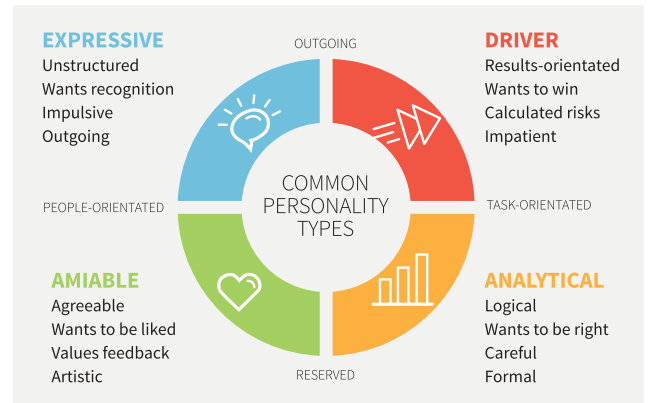 EXPRESSIVE
Unstructured
Wants recognition
Impulsive
Outgoing
OUTGOING
DRIVER
Results-orientated
Wants to win
Calculated risks
Impatient
PEOPLE-ORIENTATED
COMMON
PERSONALITY
TYPES
TASK-ORIENTATED
AMIABLE
Agreeable
Wants to be liked
Values feedback
Artistic
RESERVED
ANALYTICAL
Logical
Wants to be right
Careful
Formal